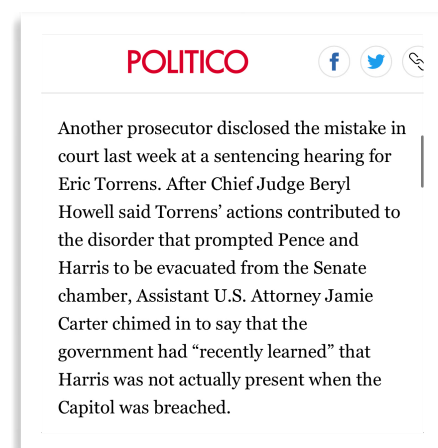 POLITICO
Another prosecutor disclosed the mistake in
court last week at a sentencing hearing for
Eric Torrens. After Chief Judge Beryl
Howell said Torrens’ actions contributed to
the disorder that prompted Pence and
Harris to be evacuated from the Senate
chamber, Assistant U.S. Attorney Jamie
Carter chimed in to say that the
government had “recently learned” that
Harris was not actually present when the
Capitol was breached.